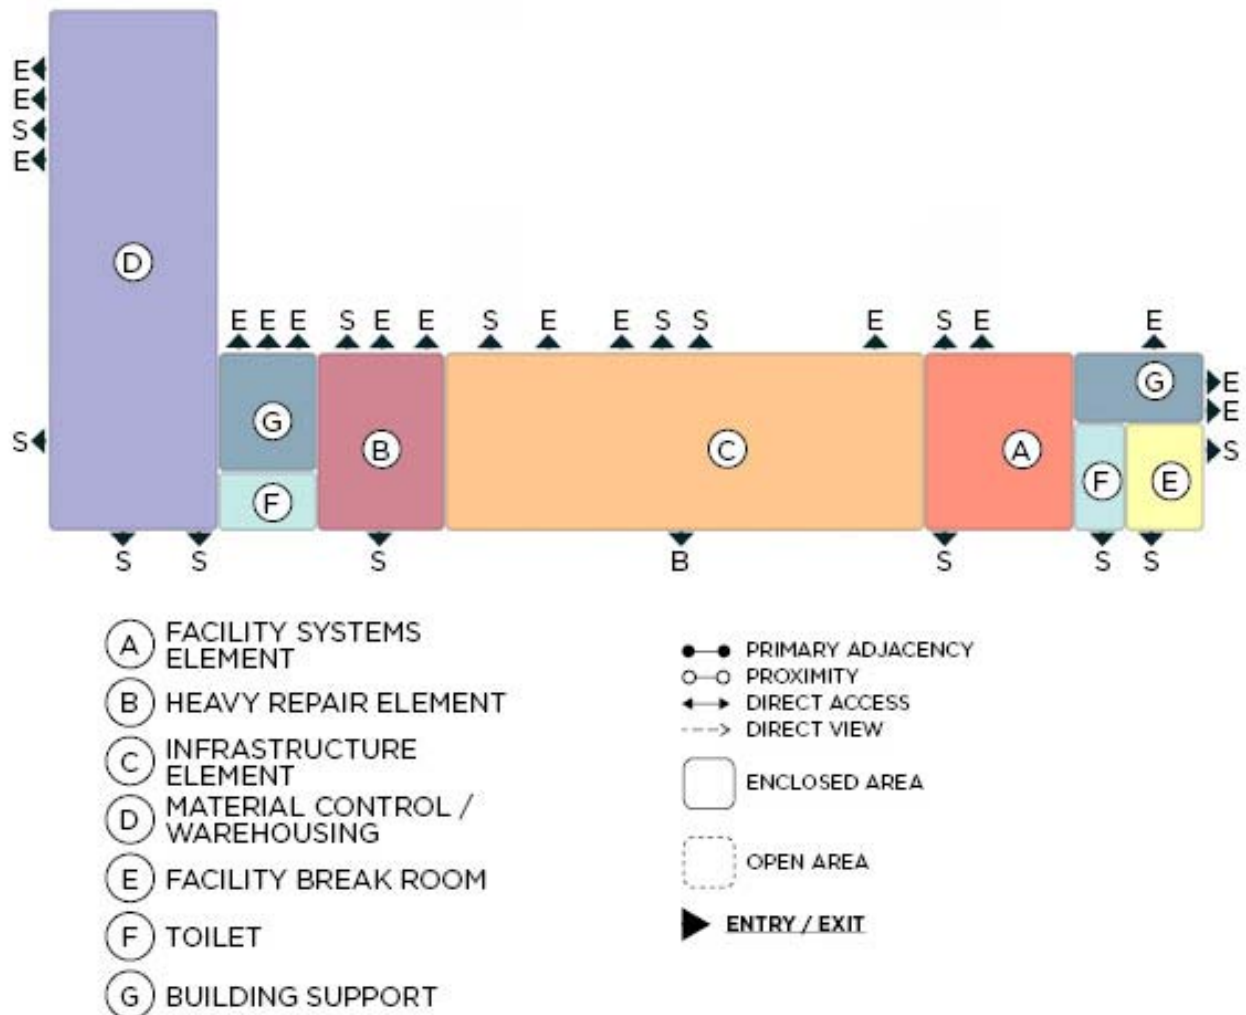 E
E
S
E
D
E E E S E E S E E S S E S E E
G
E
E
G
B
C
A
S
S
F
F
E
S S S B S S S
A FACILITY SYSTEMS
ELEMENT
B HEAVY REPAIR ELEMENT
C INFRASTRUCTURE
ELEMENT
D MATERIAL CONTROL /
WAREHOUSING
E FACILITY BREAK ROOM
F TOILET
G BUILDING SUPPORT
PRIMARY ADJACENCY
PROXIMITY
DIRECT ACCESS
DIRECT VIEW
ENCLOSED AREA
OPEN AREA
ENTRY / EXIT